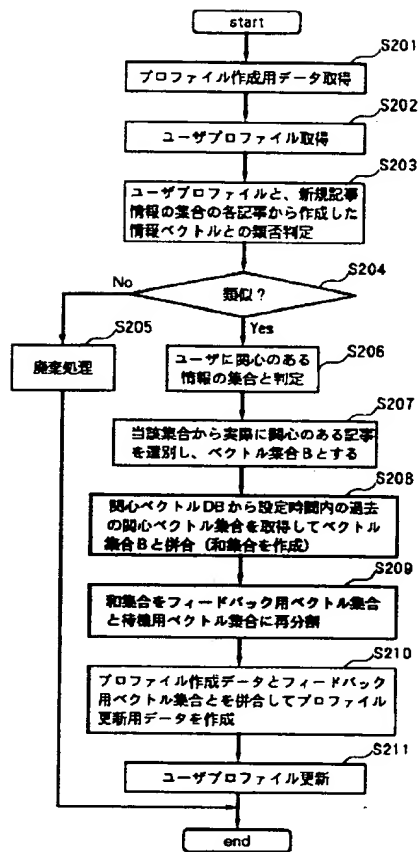 start
S201
プロファイル作成用データ取得
S202
ユーザプロファイル取得
S203
ユーザプロファイルと、新規記事
情報の集合の各記事から作成した
情報ベクトルとの類否判定
S204
No
類似？
S205
Yes
廃棄処理
S206
ユーザに関心のある
情報の集合と判定
S207
当該集合から実際に関心のある記事
を選別し、ベクトル集合Bとする
S208
関心ベクトルDBから設定時間内の過去
の関心ベクトル集合を取得してベクトル
集合Bと併合（和集合を作成）
S209
和集合をフィードバック用ベクトル集合
と待機用ベクトル集合に再分割
S210
プロファイル作成データとフィードバック
用ベクトル集合とを併合してプロファイル
更新用データを作成
S211
ユーザプロファイル更新
end